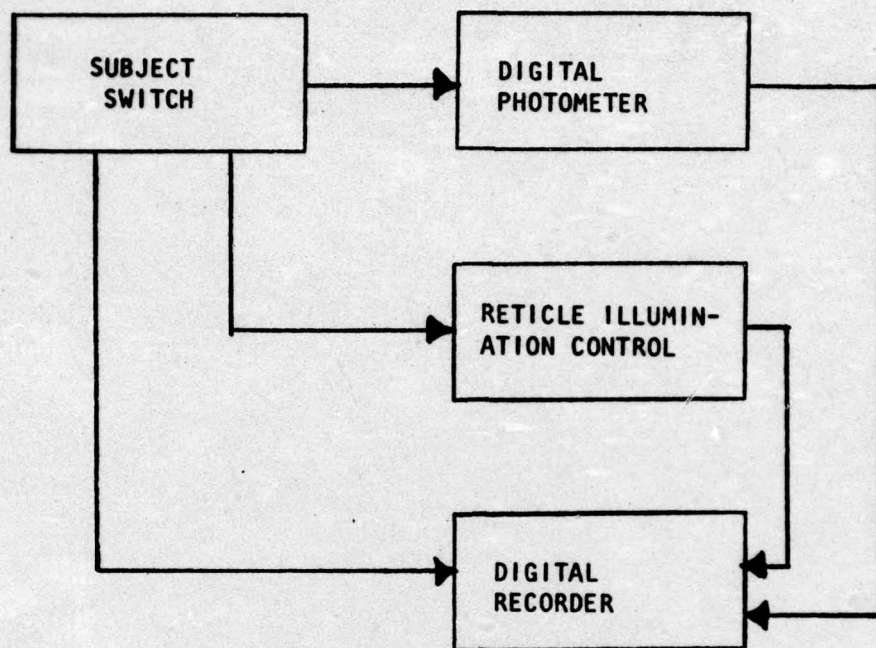 SUBJECT
SWITCH
DIGITAL
PHOTOMETER
RETICLE ILLUMIN-
ATION CONTROL
DIGITAL
RECORDER